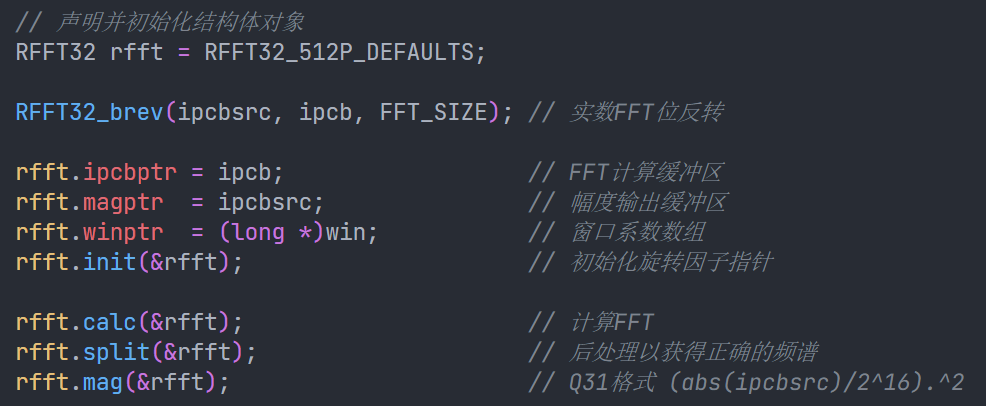 // 声明并初始化结构体对象
RFFT32 rfft = RFFT32_512P_DEFAULTS;
RFFT32_brev(ipcbsrc, ipcb, FFT_SIZE); // 实数FFT位反转
rfft.ipcbptr = ipcb; // FFT计算缓冲区
rfft.magptr = ipcbsrc; // 幅度输出缓冲区
rfft.winptr = (long *)win; // 窗口系数数组
rfft.init(&rfft); // 初始化旋转因子指针
rfft.calc(&rfft); // 计算FFT
rfft.split(&rfft); // 后处理以获得正确的频谱
rfft.mag(&rfft); // Q31格式 (abs(ipcbsrc)/2^16).^2